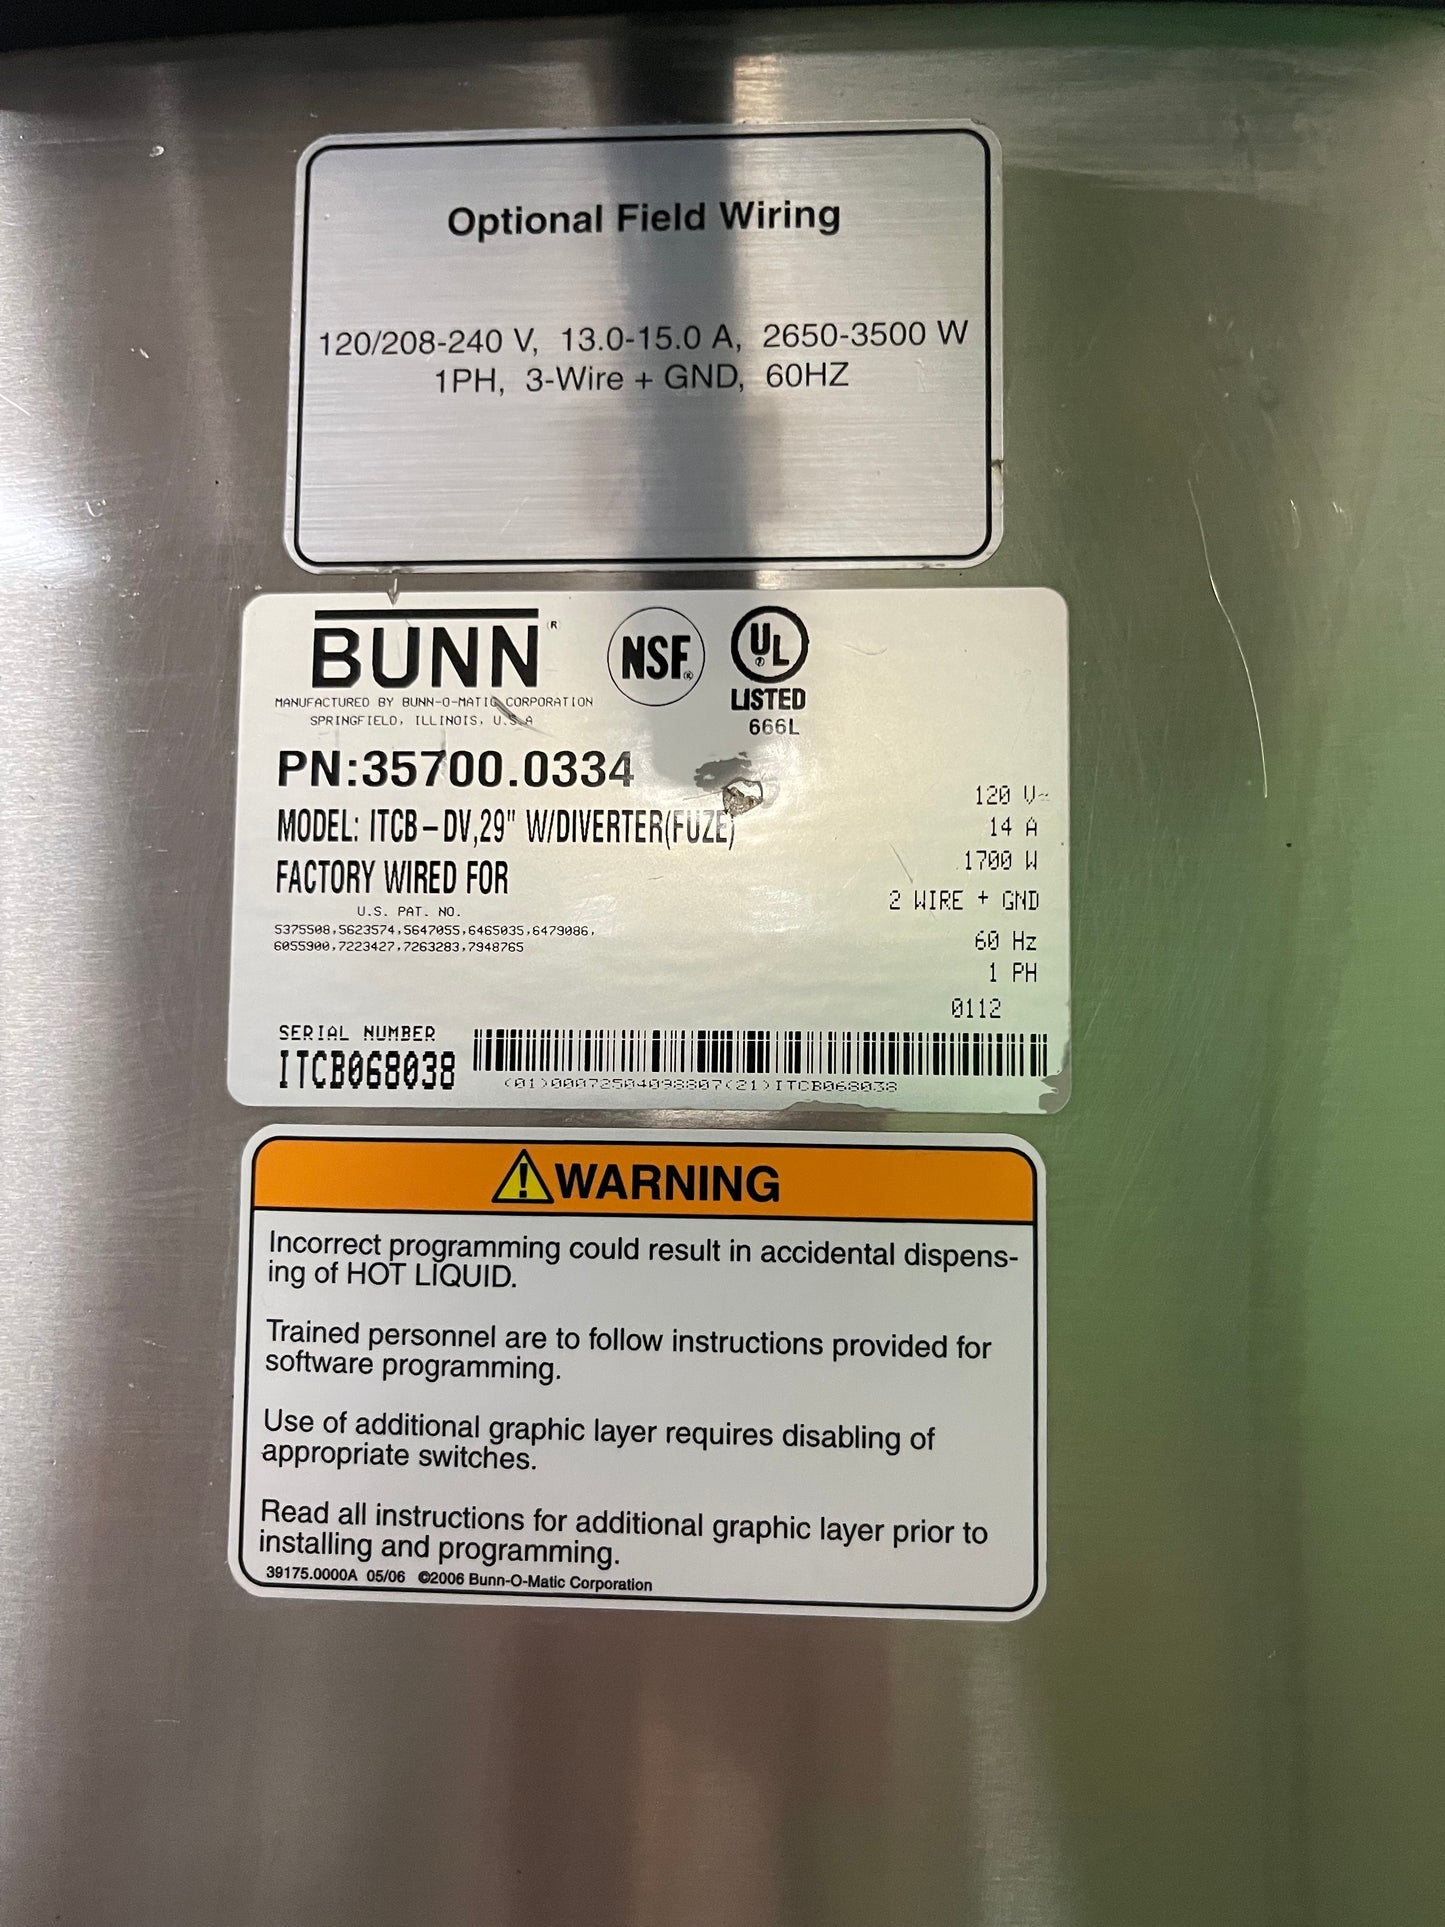 Optional Field Wiring
120/208-240 V, 13.0-15.0 A, 2650-3500 W
1PH, 3-Wire + GND, 60HZ
BUNN®
NSF®
UL®
LISTED
666L
MANUFACTURED BY BUNN-O-MATIC CORPORATION
SPRINGFIELD, ILLINOIS, U.S.A
PN:35700.0334
MODEL: ITCB-DV,29" W/DIVERTER(FUZE)
FACTORY WIRED FOR
120 V~
14 A
1700 W
2 WIRE + GND
60 Hz
1 PH
0112
U.S. PAT. NO.
5375508,5623574,5647055,6465035,6479086,
6055900,7223427,7263283,7948765
SERIAL NUMBER
ITCB068038
(01)00072504098807(21)ITCB068038
WARNING
Incorrect programming could result in accidental dispens-
ing of HOT LIQUID.
Trained personnel are to follow instructions provided for
software programming.
Use of additional graphic layer requires disabling of
appropriate switches.
Read all instructions for additional graphic layer prior to
installing and programming.
39175.0000A 05/06 ©2006 Bunn-O-Matic Corporation